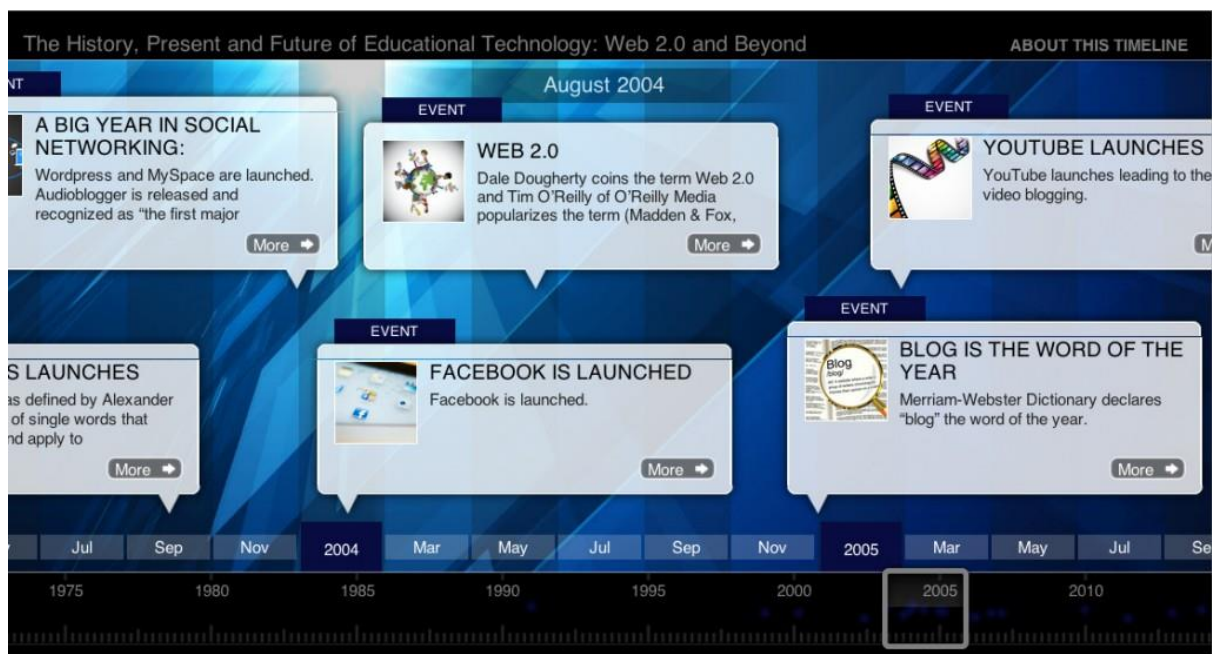 The History, Present and Future of Educational Technology: Web 2.0 and Beyond
ABOUT THIS TIMELINE
August 2004
NT
A BIG YEAR IN SOCIAL
NETWORKING:
Wordpress and MySpace are launched.
Audioblogger is released and
recognized as “the first major
More
EVENT
WEB 2.0
Dale Dougherty coins the term Web 2.0
and Tim O’Reilly of O’Reilly Media
popularizes the term (Madden & Fox,
More
EVENT
YOUTUBE LAUNCHES
YouTube launches leading to the
video blogging.
M
S LAUNCHES
as defined by Alexander
of single words that
nd apply to
More
EVENT
FACEBOOK IS LAUNCHED
Facebook is launched.
More
EVENT
Blog
/blog/
BLOG IS THE WORD OF THE
YEAR
Merriam-Webster Dictionary declares
“blog” the word of the year.
More
Jul Sep Nov 2004 Mar May Jul Sep Nov 2005 Mar May Jul Se
1975 1980 1985 1990 1995 2000 2005 2010